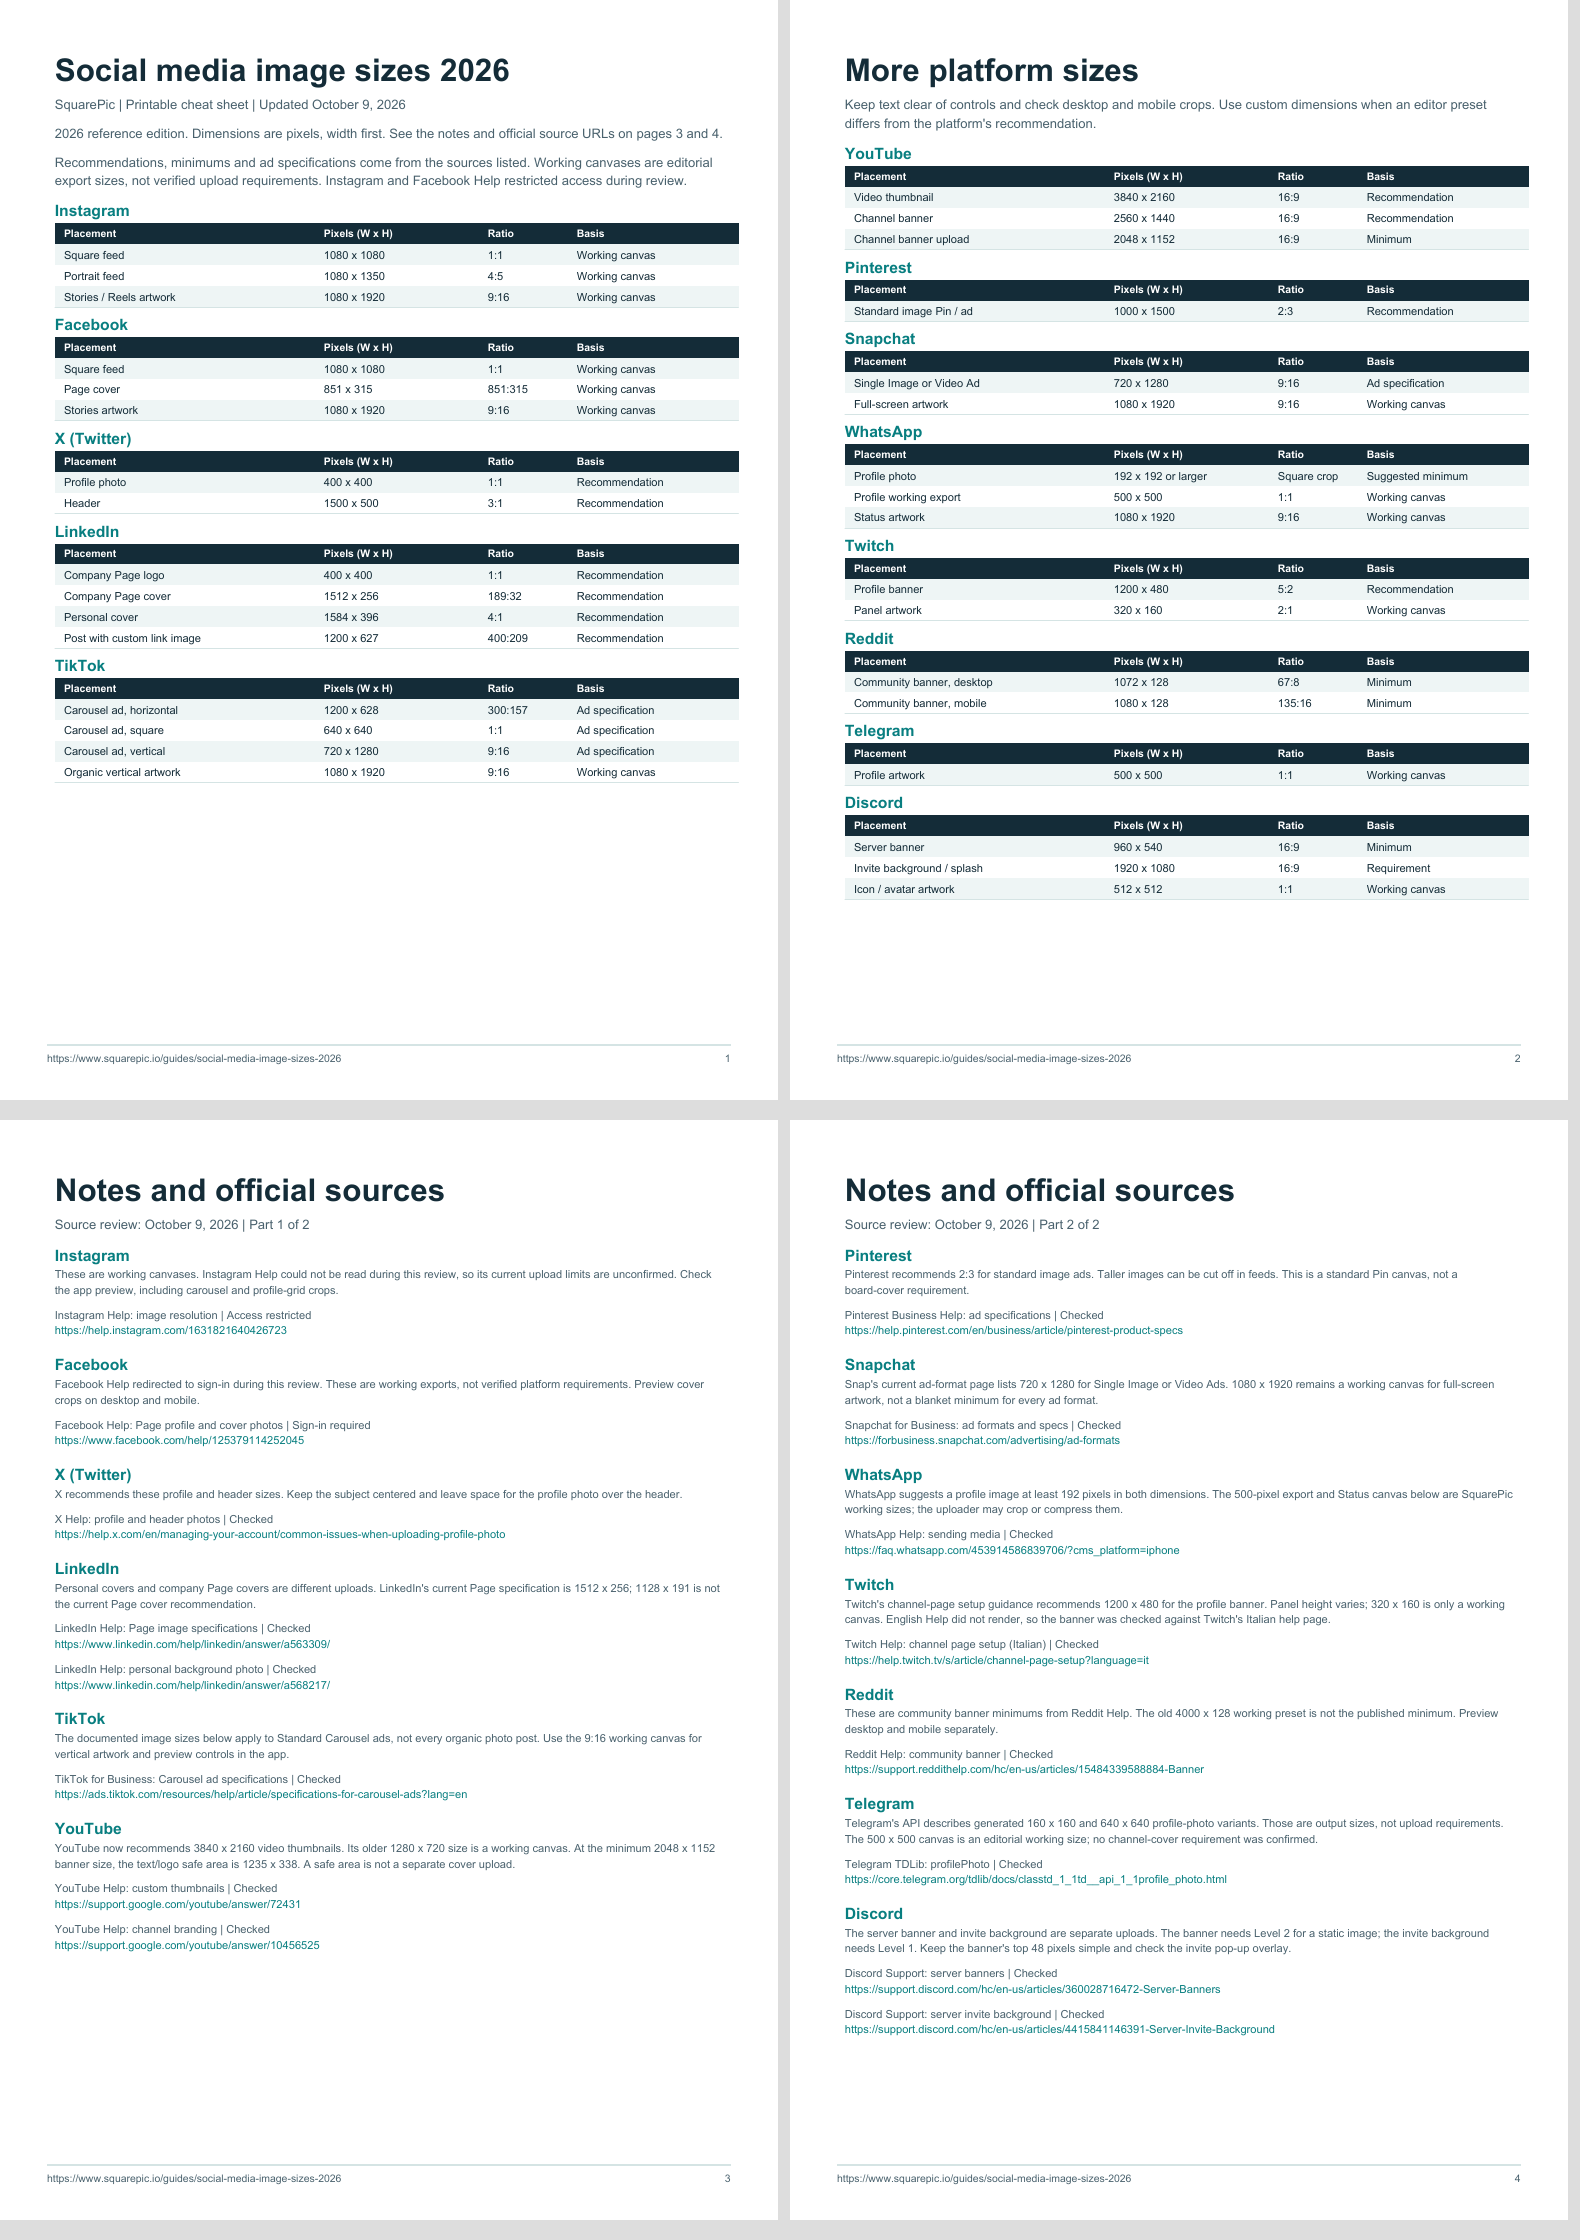 Social media image sizes 2026
SquarePic | Printable cheat sheet | Updated October 9, 2026
2026 reference edition. Dimensions are pixels, width first. See the notes and official source URLs on pages 3 and 4.
Recommendations, minimums and ad specifications come from the sources listed. Working canvases are editorial
export sizes, not verified upload requirements. Instagram and Facebook Help restricted access during review.
Instagram
Placement Pixels (W x H) Ratio Basis
Square feed 1080 x 1080 1:1 Working canvas
Portrait feed 1080 x 1350 4:5 Working canvas
Stories / Reels artwork 1080 x 1920 9:16 Working canvas
Facebook
Placement Pixels (W x H) Ratio Basis
Square feed 1080 x 1080 1:1 Working canvas
Page cover 851 x 315 851:315 Working canvas
Stories artwork 1080 x 1920 9:16 Working canvas
X (Twitter)
Placement Pixels (W x H) Ratio Basis
Profile photo 400 x 400 1:1 Recommendation
Header 1500 x 500 3:1 Recommendation
LinkedIn
Placement Pixels (W x H) Ratio Basis
Company Page logo 400 x 400 1:1 Recommendation
Company Page cover 1512 x 256 189:32 Recommendation
Personal cover 1584 x 396 4:1 Recommendation
Post with custom link image 1200 x 627 400:209 Recommendation
TikTok
Placement Pixels (W x H) Ratio Basis
Carousel ad, horizontal 1200 x 628 300:157 Ad specification
Carousel ad, square 640 x 640 1:1 Ad specification
Carousel ad, vertical 720 x 1280 9:16 Ad specification
Organic vertical artwork 1080 x 1920 9:16 Working canvas
https://www.squarepic.io/guides/social-media-image-sizes-2026 1
More platform sizes
Keep text clear of controls and check desktop and mobile crops. Use custom dimensions when an editor preset
differs from the platform's recommendation.
YouTube
Placement Pixels (W x H) Ratio Basis
Video thumbnail 3840 x 2160 16:9 Recommendation
Channel banner 2560 x 1440 16:9 Recommendation
Channel banner upload 2048 x 1152 16:9 Minimum
Pinterest
Placement Pixels (W x H) Ratio Basis
Standard image Pin / ad 1000 x 1500 2:3 Recommendation
Snapchat
Placement Pixels (W x H) Ratio Basis
Single Image or Video Ad 720 x 1280 9:16 Ad specification
Full-screen artwork 1080 x 1920 9:16 Working canvas
WhatsApp
Placement Pixels (W x H) Ratio Basis
Profile photo 192 x 192 or larger Square crop Suggested minimum
Profile working export 500 x 500 1:1 Working canvas
Status artwork 1080 x 1920 9:16 Working canvas
Twitch
Placement Pixels (W x H) Ratio Basis
Profile banner 1200 x 480 5:2 Recommendation
Panel artwork 320 x 160 2:1 Working canvas
Reddit
Placement Pixels (W x H) Ratio Basis
Community banner, desktop 1072 x 128 67:8 Minimum
Community banner, mobile 1080 x 128 135:16 Minimum
Telegram
Placement Pixels (W x H) Ratio Basis
Profile artwork 500 x 500 1:1 Working canvas
Discord
Placement Pixels (W x H) Ratio Basis
Server banner 960 x 540 16:9 Minimum
Invite background / splash 1920 x 1080 16:9 Requirement
Icon / avatar artwork 512 x 512 1:1 Working canvas
https://www.squarepic.io/guides/social-media-image-sizes-2026 2
Notes and official sources
Source review: October 9, 2026 | Part 1 of 2
Instagram
These are working canvases. Instagram Help could not be read during this review, so its current upload limits are unconfirmed. Check
the app preview, including carousel and profile-grid crops.
Instagram Help: image resolution | Access restricted
https://help.instagram.com/1631821640426723
Facebook
Facebook Help redirected to sign-in during this review. These are working exports, not verified platform requirements. Preview cover
crops on desktop and mobile.
Facebook Help: Page profile and cover photos | Sign-in required
https://www.facebook.com/help/125379114252045
X (Twitter)
X recommends these profile and header sizes. Keep the subject centered and leave space for the profile photo over the header.
X Help: profile and header photos | Checked
https://help.x.com/en/managing-your-account/common-issues-when-uploading-profile-photo
LinkedIn
Personal covers and company Page covers are different uploads. LinkedIn's current Page specification is 1512 x 256; 1128 x 191 is not
the current Page cover recommendation.
LinkedIn Help: Page image specifications | Checked
https://www.linkedin.com/help/linkedin/answer/a563309/
LinkedIn Help: personal background photo | Checked
https://www.linkedin.com/help/linkedin/answer/a568217/
TikTok
The documented image sizes below apply to Standard Carousel ads, not every organic photo post. Use the 9:16 working canvas for
vertical artwork and preview controls in the app.
TikTok for Business: Carousel ad specifications | Checked
https://ads.tiktok.com/resources/help/article/specifications-for-carousel-ads?lang=en
YouTube
YouTube now recommends 3840 x 2160 video thumbnails. Its older 1280 x 720 size is a working canvas. At the minimum 2048 x 1152
banner size, the text/logo safe area is 1235 x 338. A safe area is not a separate cover upload.
YouTube Help: custom thumbnails | Checked
https://support.google.com/youtube/answer/72431
YouTube Help: channel branding | Checked
https://support.google.com/youtube/answer/10456525
https://www.squarepic.io/guides/social-media-image-sizes-2026 3
Notes and official sources
Source review: October 9, 2026 | Part 2 of 2
Pinterest
Pinterest recommends 2:3 for standard image ads. Taller images can be cut off in feeds. This is a standard Pin canvas, not a
board-cover requirement.
Pinterest Business Help: ad specifications | Checked
https://help.pinterest.com/en/business/article/pinterest-product-specs
Snapchat
Snap's current ad-format page lists 720 x 1280 for Single Image or Video Ads. 1080 x 1920 remains a working canvas for full-screen
artwork, not a blanket minimum for every ad format.
Snapchat for Business: ad formats and specs | Checked
https://forbusiness.snapchat.com/advertising/ad-formats
WhatsApp
WhatsApp suggests a profile image at least 192 pixels in both dimensions. The 500-pixel export and Status canvas below are SquarePic
working sizes; the uploader may crop or compress them.
WhatsApp Help: sending media | Checked
https://faq.whatsapp.com/453914586839706/?cms_platform=iphone
Twitch
Twitch's channel-page setup guidance recommends 1200 x 480 for the profile banner. Panel height varies; 320 x 160 is only a working
canvas. English Help did not render, so the banner was checked against Twitch's Italian help page.
Twitch Help: channel page setup (Italian) | Checked
https://help.twitch.tv/s/article/channel-page-setup?language=it
Reddit
These are community banner minimums from Reddit Help. The old 4000 x 128 working preset is not the published minimum. Preview
desktop and mobile separately.
Reddit Help: community banner | Checked
https://support.reddithelp.com/hc/en-us/articles/15484339588884-Banner
Telegram
Telegram's API describes generated 160 x 160 and 640 x 640 profile-photo variants. Those are output sizes, not upload requirements.
The 500 x 500 canvas is an editorial working size; no channel-cover requirement was confirmed.
Telegram TDLib: profilePhoto | Checked
https://core.telegram.org/tdlib/docs/classtd_1_1td__api_1_1profile_photo.html
Discord
The server banner and invite background are separate uploads. The banner needs Level 2 for a static image; the invite background
needs Level 1. Keep the banner's top 48 pixels simple and check the invite pop-up overlay.
Discord Support: server banners | Checked
https://support.discord.com/hc/en-us/articles/360028716472-Server-Banners
Discord Support: server invite background | Checked
https://support.discord.com/hc/en-us/articles/4415841146391-Server-Invite-Background
https://www.squarepic.io/guides/social-media-image-sizes-2026 4